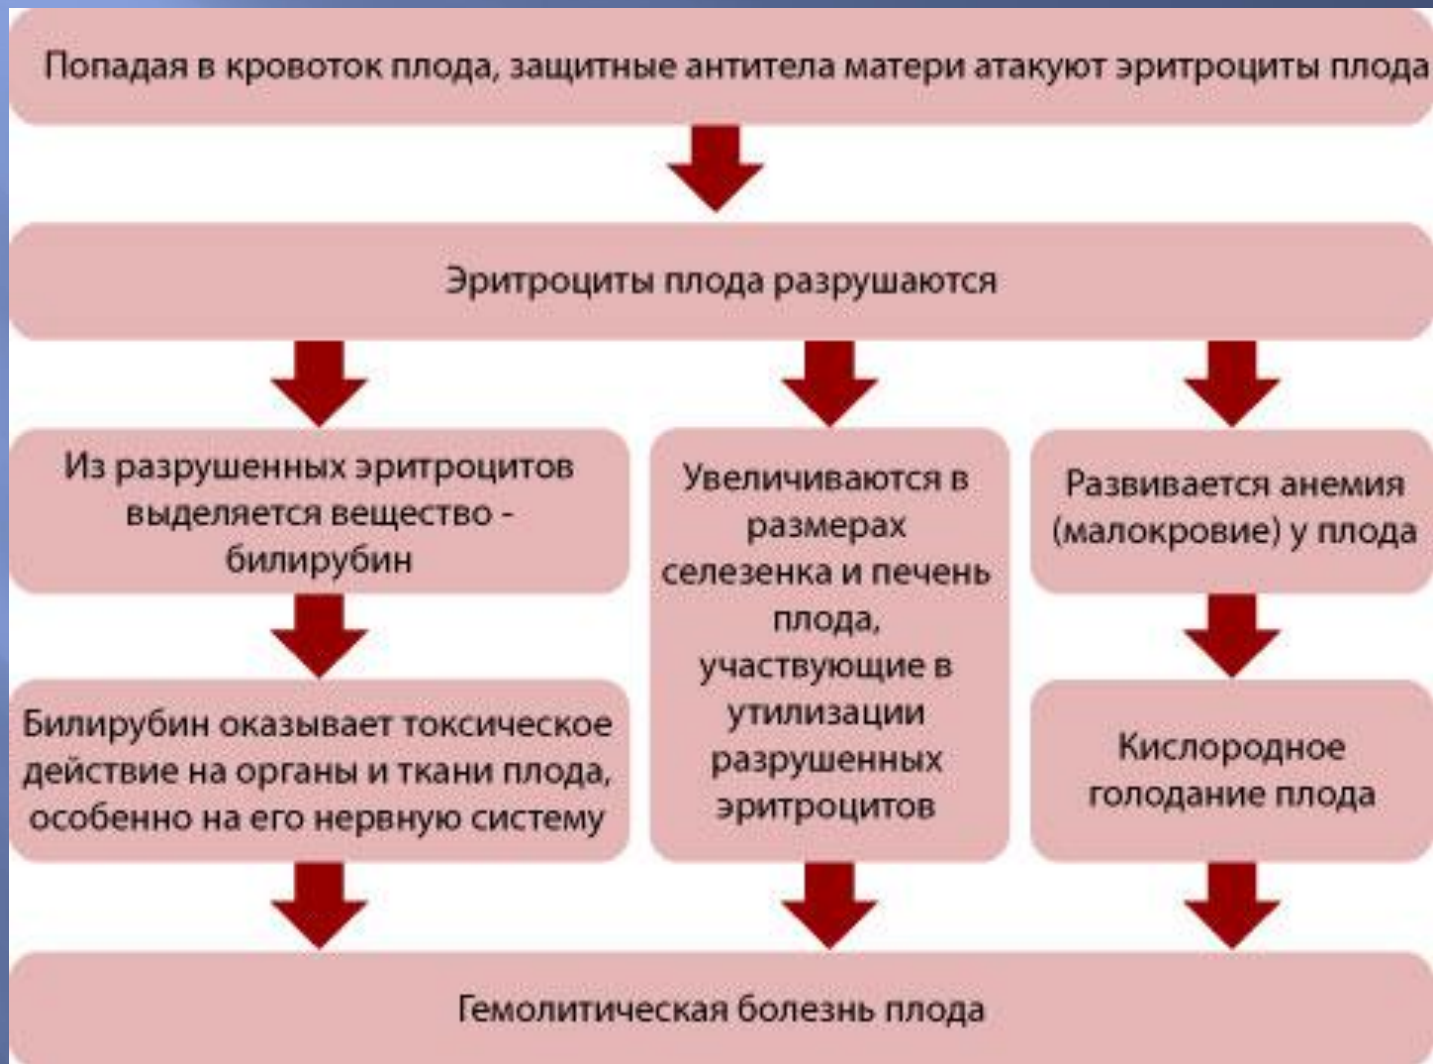 Попадая в кровоток плода, защитные антитела матери атакуют эритроциты плода
Эритроциты плода разрушаются
Из разрушенных эритроцитов
выделяется вещество -
билирубин
Билирубин оказывает токсическое
действие на органы и ткани плода,
особенно на его нервную систему
Увеличиваются в
размерах
селезенка и печень
плода,
участвующие в
утилизации
разрушенных
эритроцитов
Развивается анемия
(малокровие) у плода
Кислородное
голодание плода
Гемолитическая болезнь плода